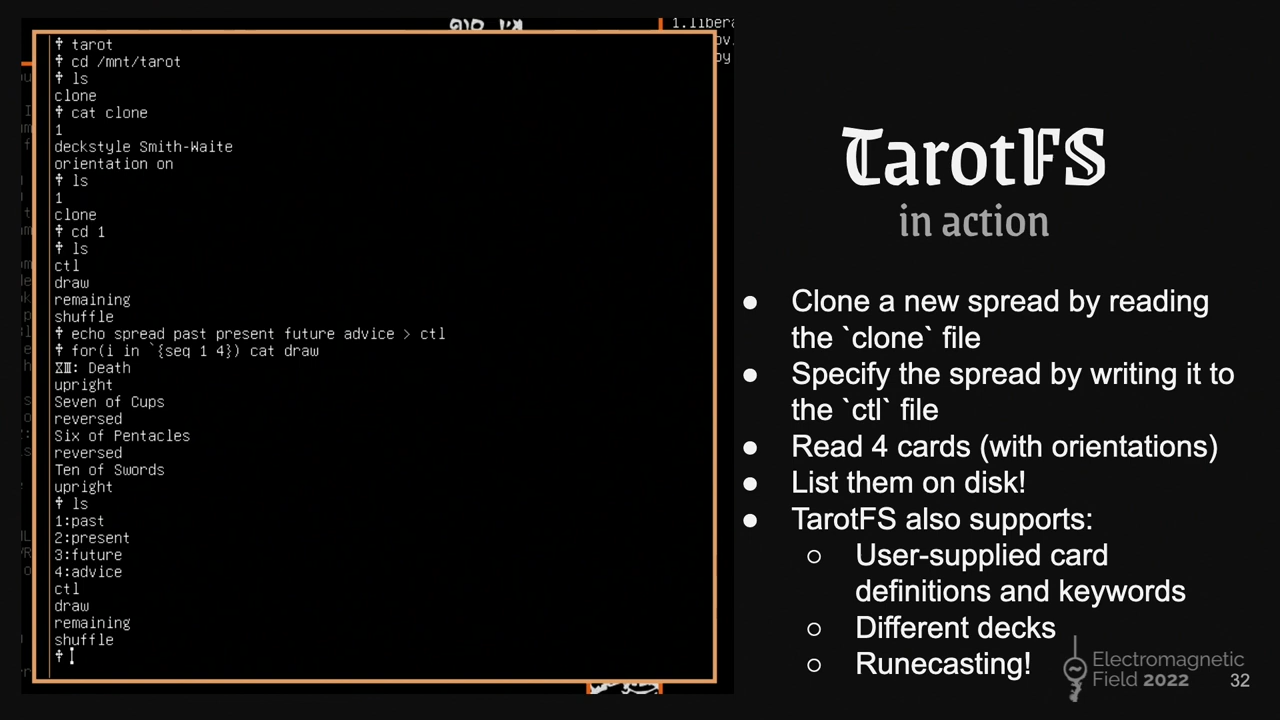 1.libera
† tarot
† cd /mnt/tarot
† ls
clone
† cat clone
1
deckstyle Smith-Waite
orientation on
† ls
1
clone
† cd 1
† ls
ctl
draw
remaining
shuffle
† echo spread past present future advice > ctl
† for(i in `{seq 1 4}) cat draw
XIII: Death
upright
Seven of Cups
reversed
Six of Pentacles
reversed
Ten of Swords
upright
† ls
1:past
2:present
3:future
4:advice
ctl
draw
remaining
shuffle
†
TarotFS
in action
● Clone a new spread by reading
the `clone` file
● Specify the spread by writing it to
the `ctl` file
● Read 4 cards (with orientations)
● List them on disk!
● TarotFS also supports:
○ User-supplied card
definitions and keywords
○ Different decks
○ Runecasting!
Electromagnetic
Field 2022
32